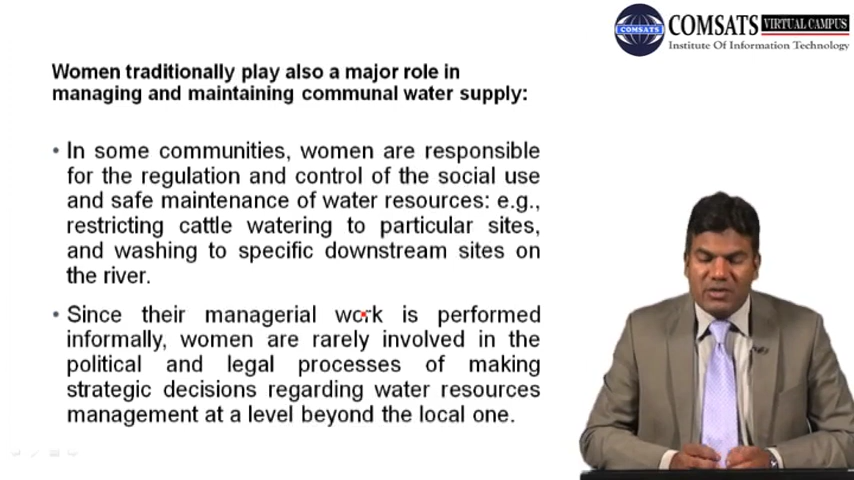 COMSATS VIRTUAL CAMPUS
Institute Of Information Technology
COMSATS
Women traditionally play also a major role in
managing and maintaining communal water supply:
• In some communities, women are responsible
for the regulation and control of the social use
and safe maintenance of water resources: e.g.,
restricting cattle watering to particular sites,
and washing to specific downstream sites on
the river.
• Since their managerial work is performed
informally, women are rarely involved in the
political and legal processes of making
strategic decisions regarding water resources
management at a level beyond the local one.